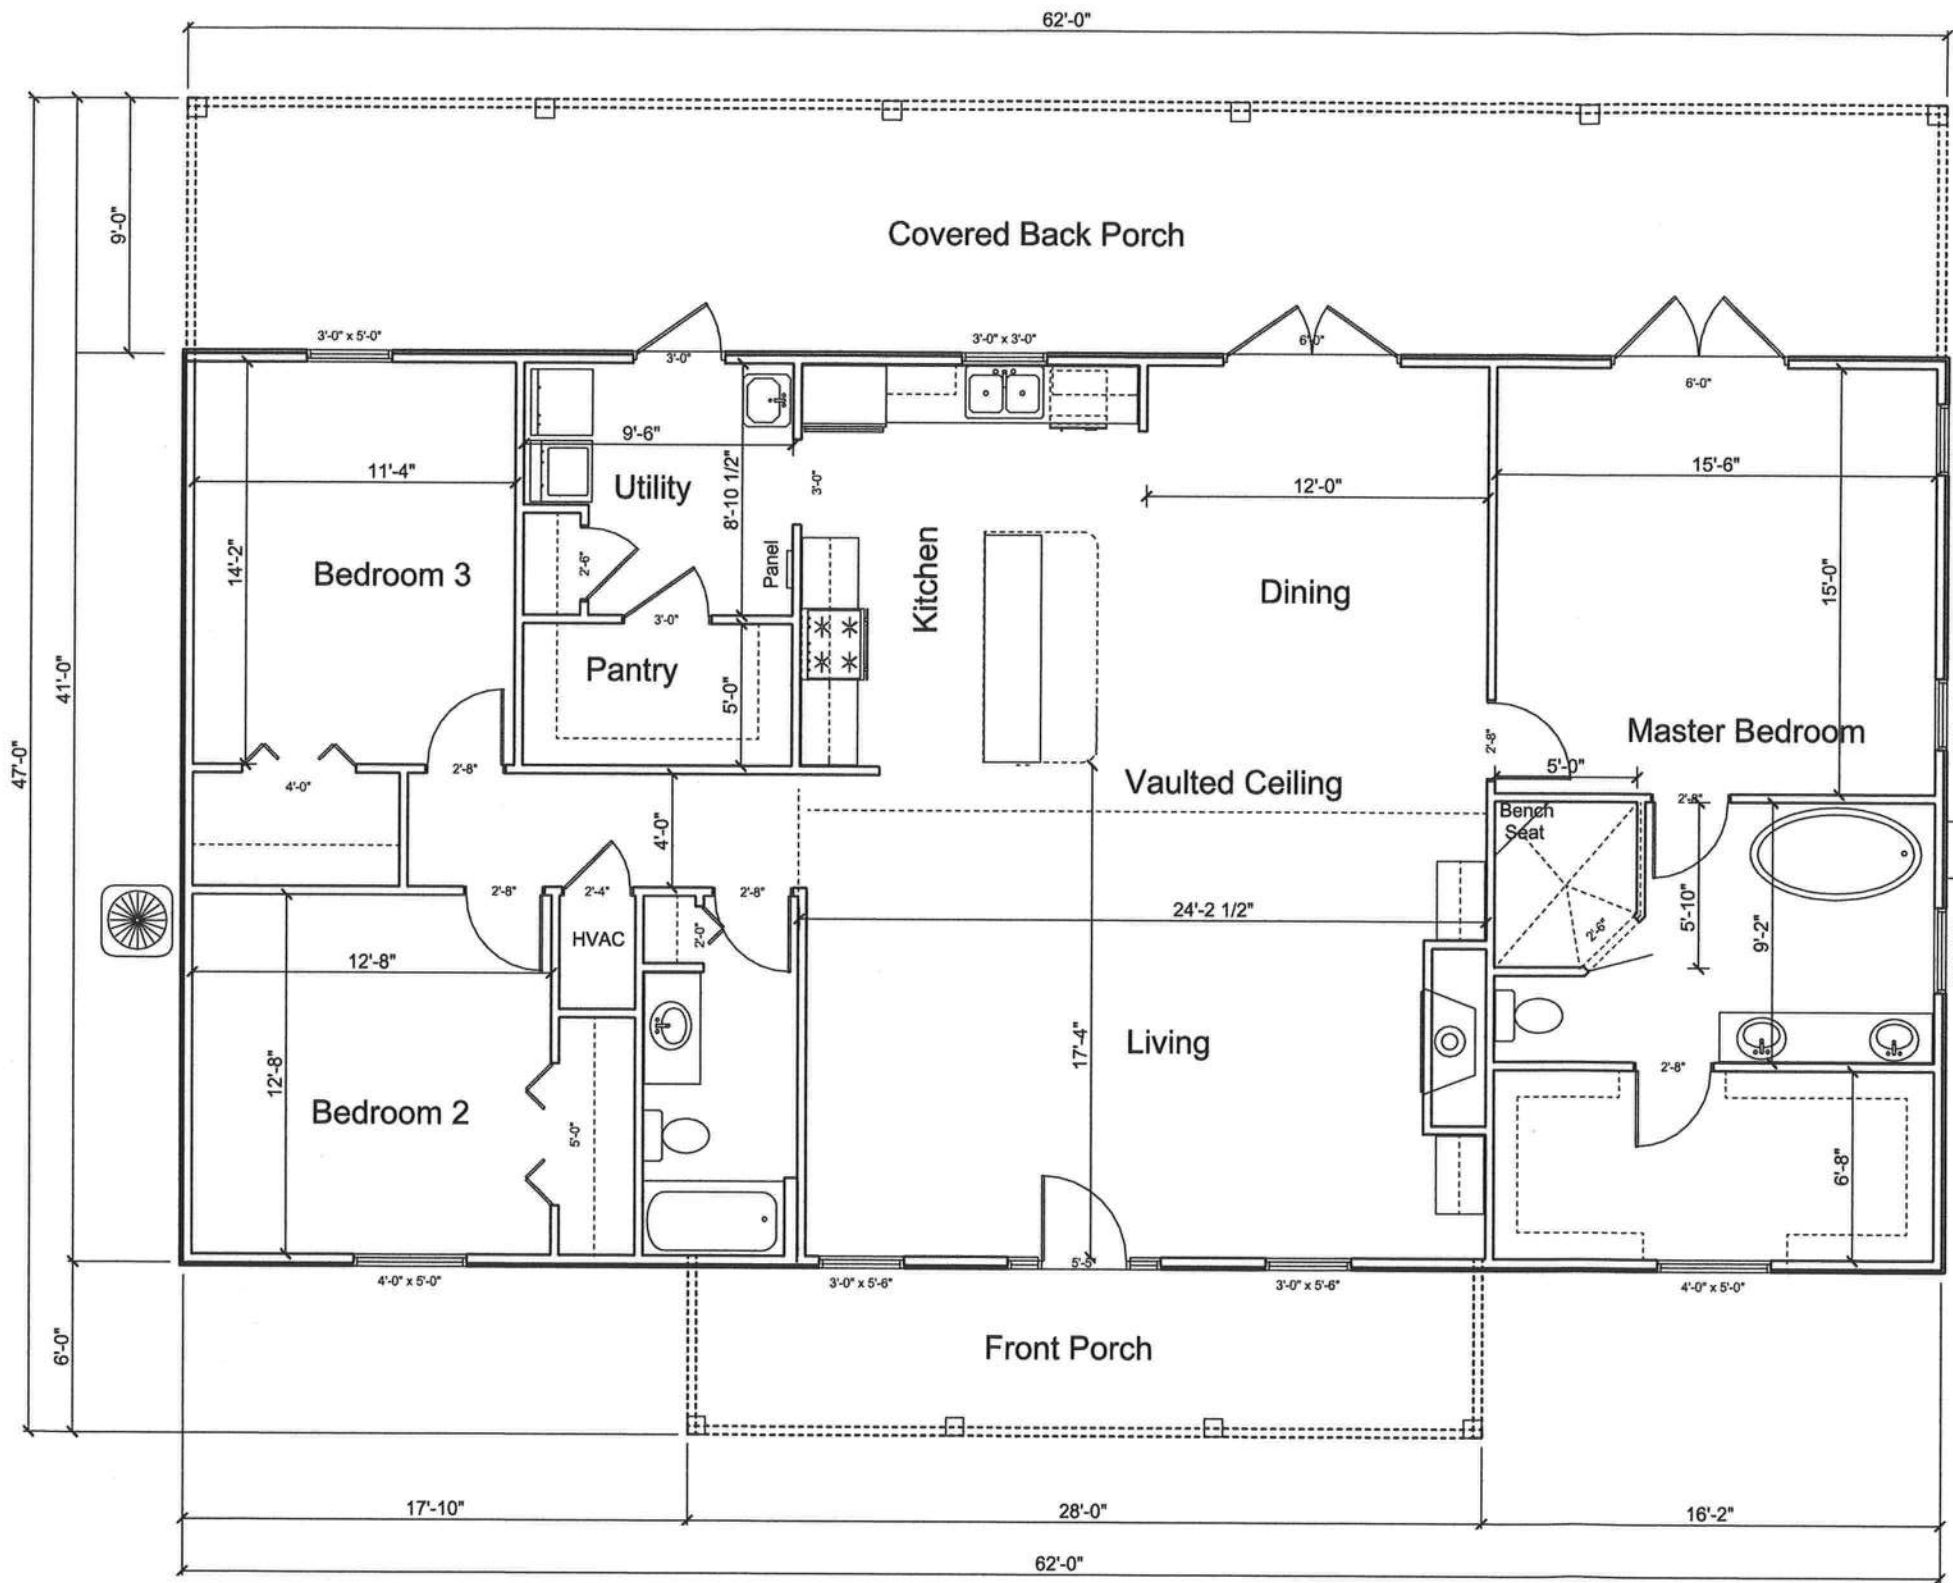 62'-0"
9'-0"
Covered Back Porch
3'-0" x 5'-0"
3'-0"
3'-0" x 3'-0"
6'-0"
6'-0"
9'-6"
11'-4"
15'-6"
Utility
8'-10 1/2"
3'-0"
12'-0"
14'-2"
Bedroom 3
2'-6"
Panel
Kitchen
Dining
15'-0"
3'-0"
Pantry
5'-0"
41'-0"
47'-0"
Master Bedroom
2'-8"
2'-8"
4'-0"
Vaulted Ceiling
5'-0"
2'-8"
Bench
Seat
4'-0"
2'-8"
2'-4"
2'-8"
24'-2 1/2"
5'-10"
9'-2"
2'-6"
HVAC
2'-0"
12'-8"
17'-4"
Living
12'-8"
Bedroom 2
5'-0"
2'-8"
6'-8"
4'-0" x 5'-0"
3'-0" x 5'-6"
3'-0" x 5'-6"
4'-0" x 5'-0"
6'-0"
Front Porch
17'-10"
28'-0"
16'-2"
62'-0"